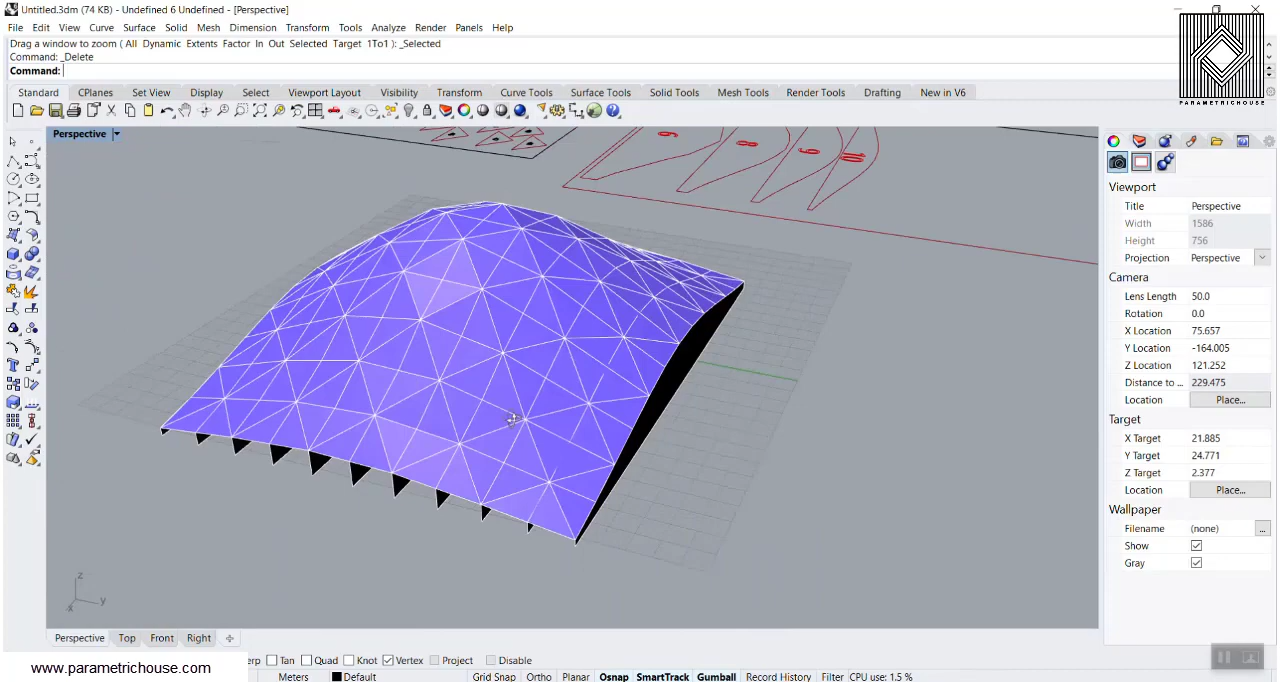 Untitled.3dm (74 KB) - Undefined 6 Undefined - [Perspective]
File Edit View Curve Surface Solid Mesh Dimension Transform Tools Analyze Render Panels Help
Drag a window to zoom ( All Dynamic Extents Factor In Out Selected Target 1To1 ): _Selected
Command: _Delete
Command:
Standard CPlanes Set View Display Select Viewport Layout Visibility Transform Curve Tools Surface Tools Solid Tools Mesh Tools Render Tools Drafting New in V6
PARAMETRICHOUSE
Perspective
Viewport
Title Perspective
Width 1586
Height 756
Projection Perspective
Camera
Lens Length 50.0
Rotation 0.0
X Location 75.657
Y Location -164.005
Z Location 121.252
Distance to ... 229.475
Location Place...
Target
X Target 21.885
Y Target 24.771
Z Target 2.377
Location Place...
Wallpaper
Filename (none) ...
Show
Gray
z
x y
Perspective Top Front Right
erp Tan Quad Knot Vertex Project Disable
Meters Default Grid Snap Ortho Planar Osnap SmartTrack Gumball Record History Filter CPU use: 1.5 %
www.parametrichouse.com